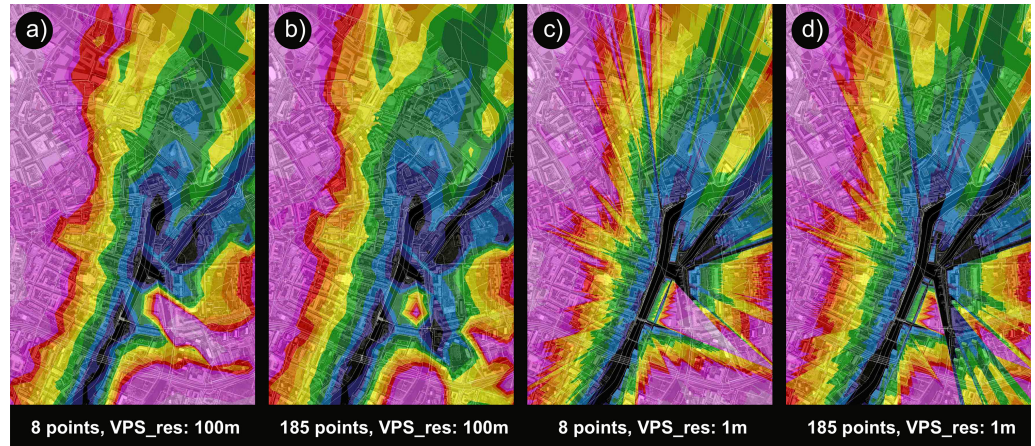 a)
b)
c)
d)
8 points, VPS_res: 100m
185 points, VPS_res: 100m
8 points, VPS_res: 1m
185 points, VPS_res: 1m